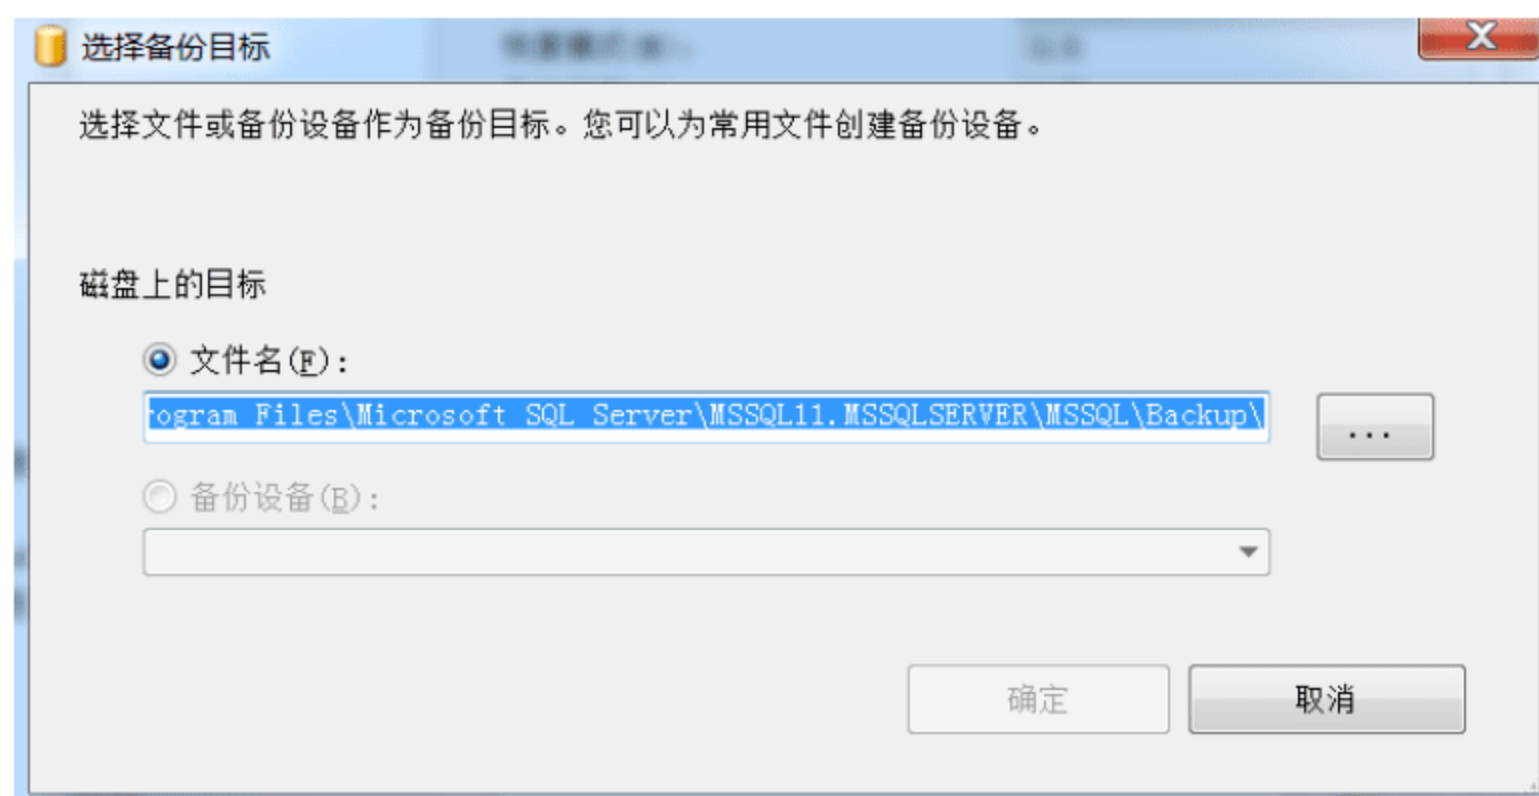 选择备份目标
选择文件或备份设备作为备份目标。您可以为常用文件创建备份设备。
磁盘上的目标
文件名(F):
rogram Files\Microsoft SQL Server\MSSQL11.MSSQLSERVER\MSSQL\Backup\
...
备份设备(B):
确定
取消